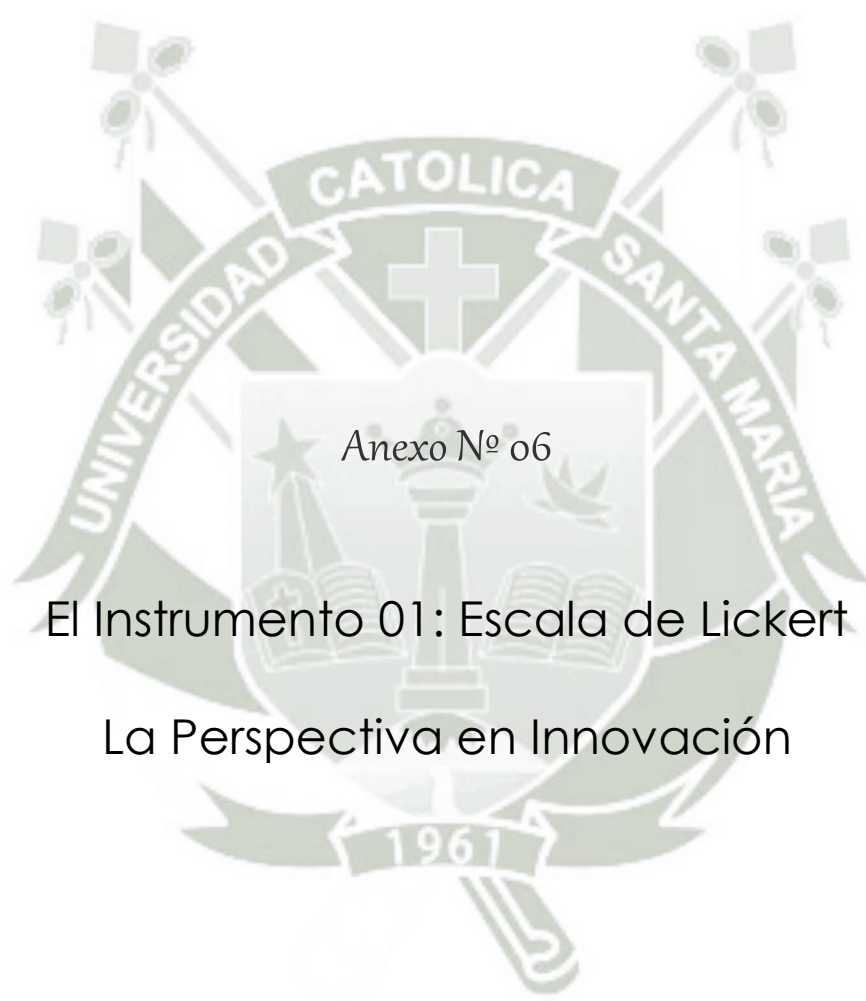 CATOLICA
UNIVERSIDAD
SANTA MARIA
Anexo Nº 06
El Instrumento 01: Escala de Lickert
La Perspectiva en Innovación
1961